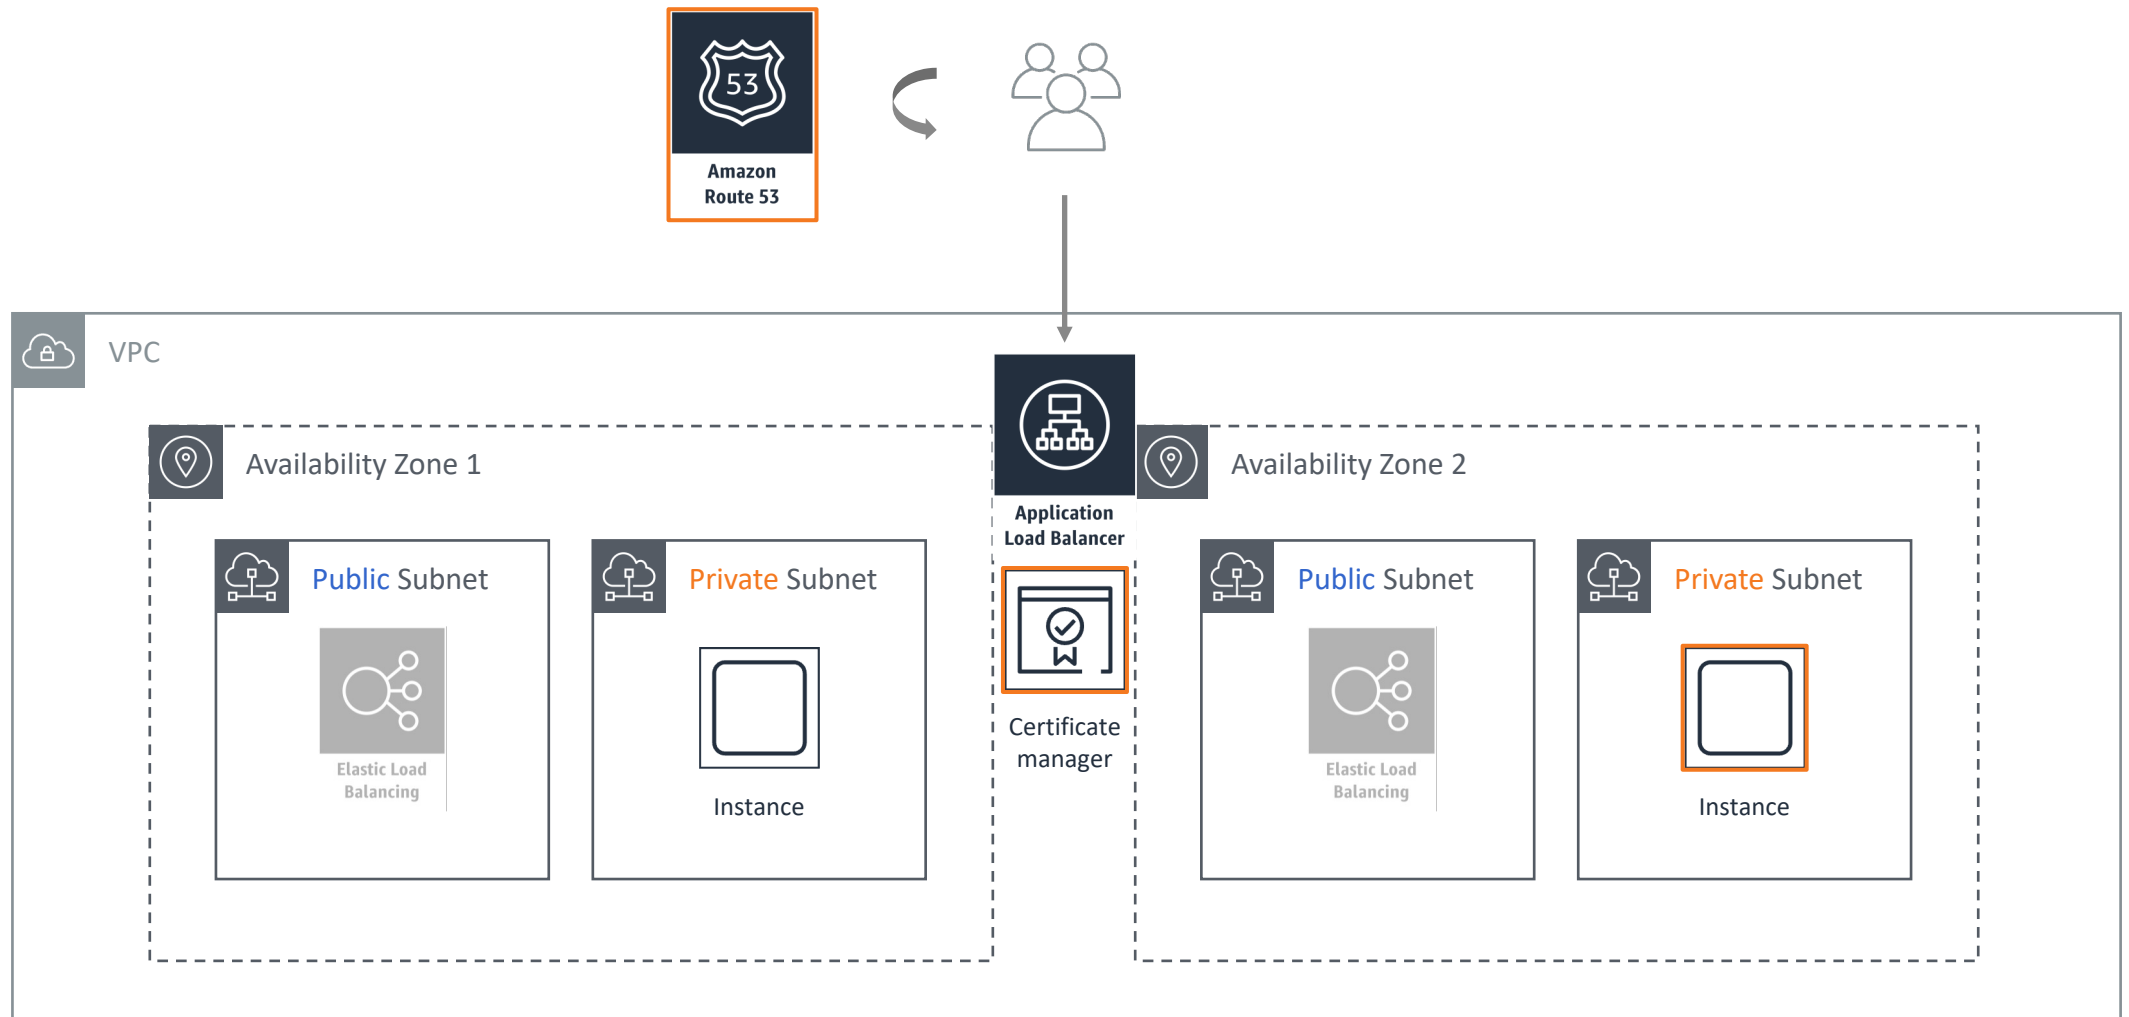 53
Amazon
Route 53
VPC
Application
Load Balancer
Certificate
manager
Availability Zone 1
Public Subnet
Elastic Load
Balancing
Private Subnet
Instance
Availability Zone 2
Public Subnet
Elastic Load
Balancing
Private Subnet
Instance